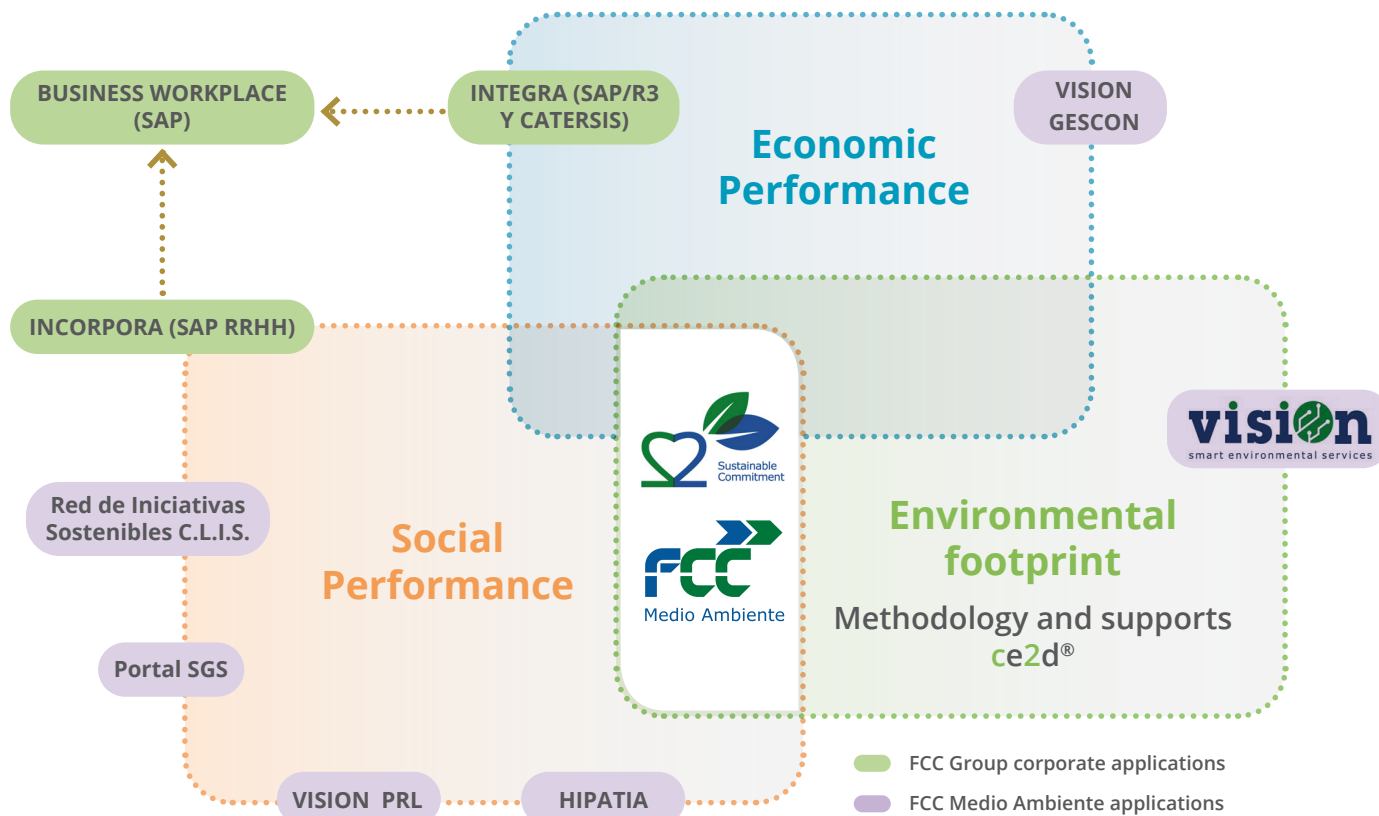 BUSINESS WORKPLACE
(SAP)
INTEGRA (SAP/R3
Y CATERSIS)
VISION
GESCON
Economic
Performance
INCORPORA (SAP RRHH)
Sustainable
Commitment
vision
smart environmental services
Red de Iniciativas
Sostenibles C.L.I.S.
Social
Performance
FCC
Medio Ambiente
Environmental
footprint
Methodology and supports
ce2d®
Portal SGS
VISION PRL
HIPATIA
FCC Group corporate applications
FCC Medio Ambiente applications